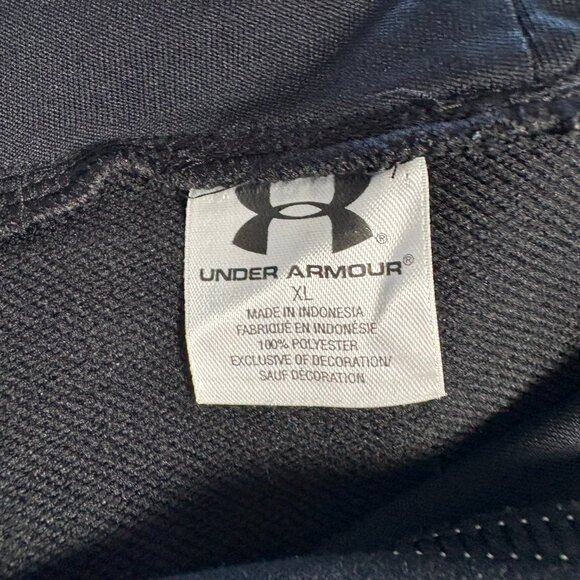 UNDER ARMOUR®
XL
MADE IN INDONESIA
FABRIQUÉ EN INDONÉSIE
100% POLYESTER
EXCLUSIVE OF DECORATION/
SAUF DÉCORATION